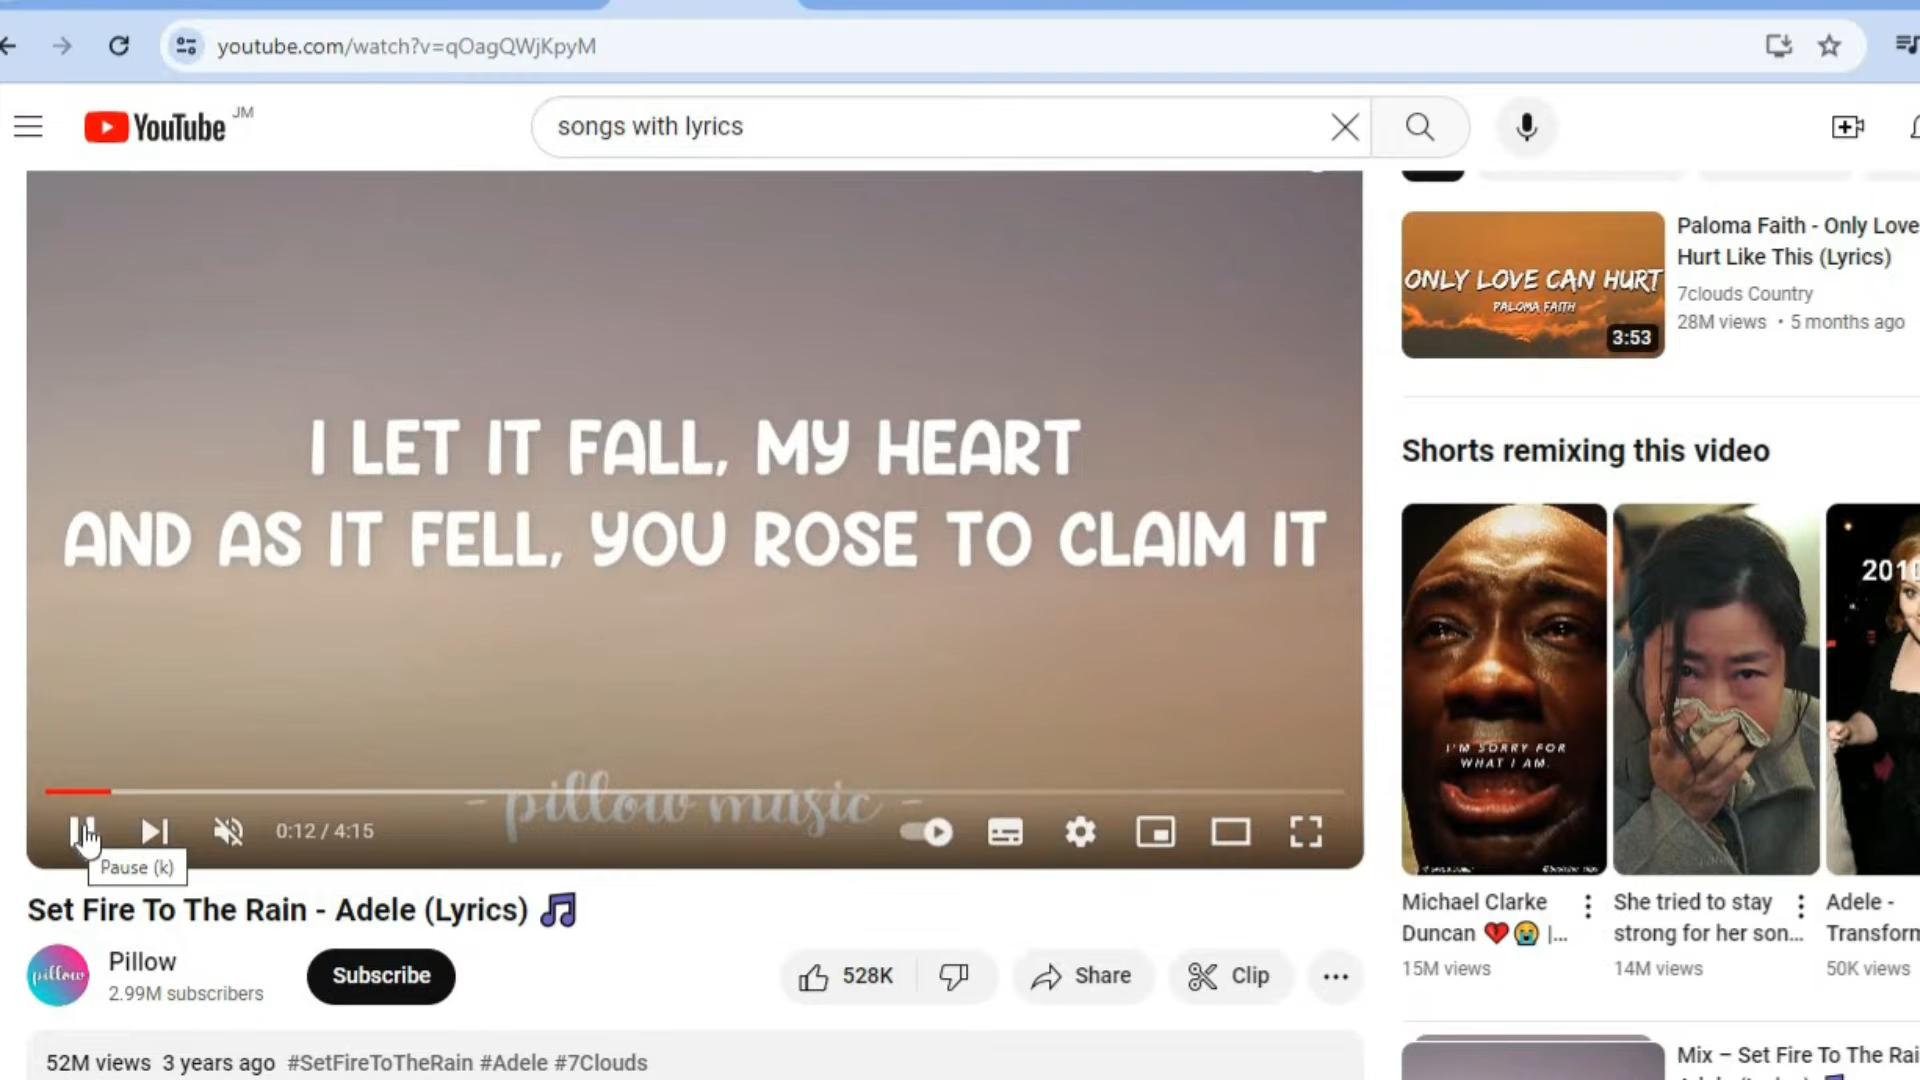 youtube.com/watch?v=qOagQWjKpyM
YouTube JM
songs with lyrics
I LET IT FALL, MY HEART
AND AS IT FELL, YOU ROSE TO CLAIM IT
- pillow music -
0:12 / 4:15
Pause (k)
Set Fire To The Rain - Adele (Lyrics) 🎵
pillow
Pillow
2.99M subscribers
Subscribe
528K
Share
Clip
52M views 3 years ago #SetFireToTheRain #Adele #7Clouds
ONLY LOVE CAN HURT
PALOMA FAITH
3:53
Paloma Faith - Only Love
Hurt Like This (Lyrics)
7clouds Country
28M views • 5 months ago
Shorts remixing this video
I'M SORRY FOR
WHAT I AM.
Michael Clarke
Duncan 💔😭 |...
15M views
She tried to stay
strong for her son...
14M views
2010
Adele -
Transform
50K views
Mix – Set Fire To The Rai